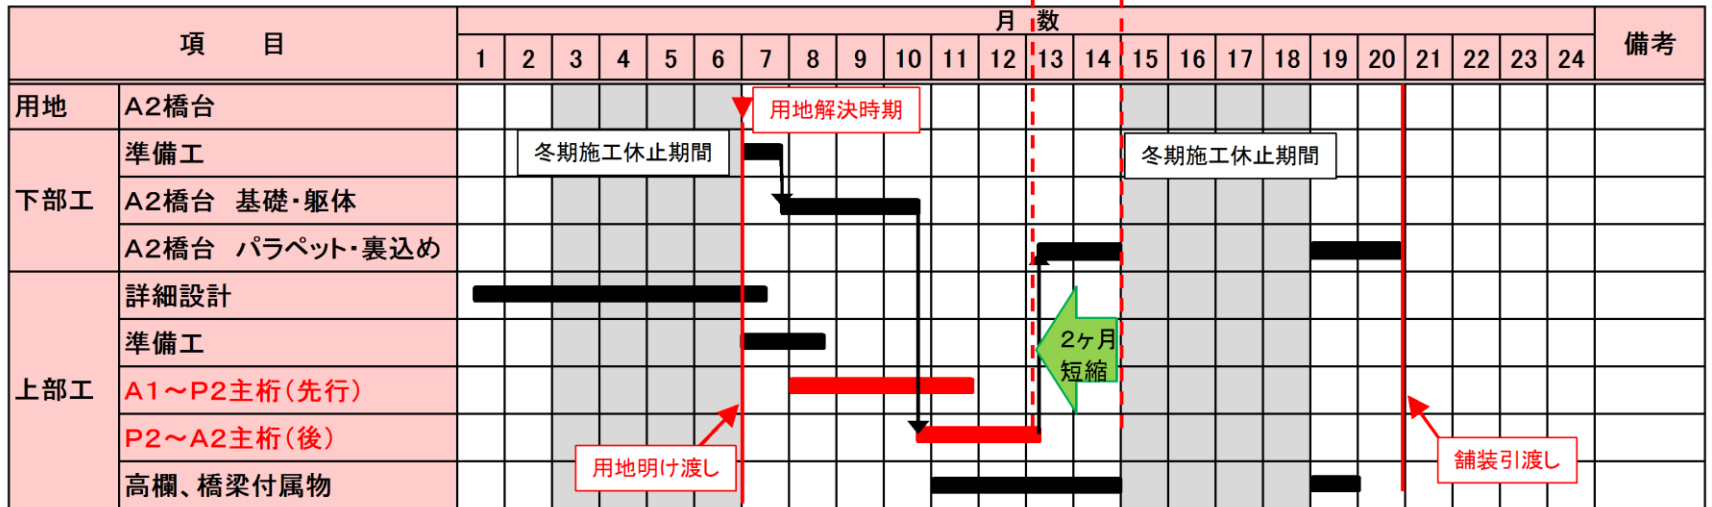 項　目 月数 備考
1 2 3 4 5 6 7 8 9 10 11 12 13 14 15 16 17 18 19 20 21 22 23 24
用地 A2橋台 用地解決時期
下部工 準備工 冬期施工休止期間 冬期施工休止期間
A2橋台　基礎・躯体
A2橋台　パラペット・裏込め
上部工 詳細設計
準備工 2ヶ月
短縮
A1～P2主桁(先行)
P2～A2主桁(後)
用地明け渡し 舗装引渡し
高欄、橋梁付属物